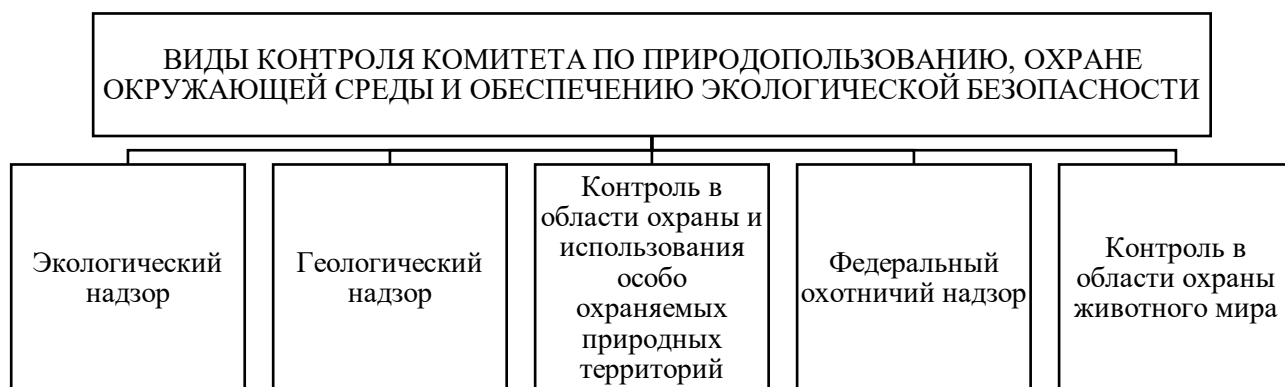 ВИДЫ КОНТРОЛЯ КОМИТЕТА ПО ПРИРОДОПОЛЬЗОВАНИЮ, ОХРАНЕ
ОКРУЖАЮЩЕЙ СРЕДЫ И ОБЕСПЕЧЕНИЮ ЭКОЛОГИЧЕСКОЙ БЕЗОПАСНОСТИ
Экологический
надзор
Геологический
надзор
Контроль в
области охраны и
использования
особо
охраняемых
природных
территорий
Федеральный
охотничий надзор
Контроль в
области охраны
животного мира